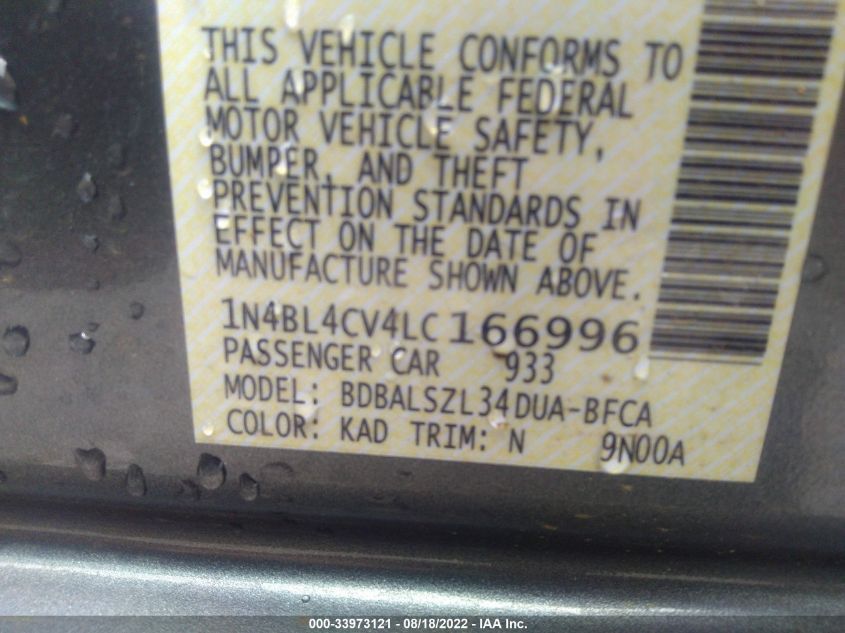 THIS VEHICLE CONFORMS TO
ALL APPLICABLE FEDERAL
MOTOR VEHICLE SAFETY,
BUMPER, AND THEFT
PREVENTION STANDARDS IN
EFFECT ON THE DATE OF
MANUFACTURE SHOWN ABOVE.
1N4BL4CV4LC166996
PASSENGER CAR 933
MODEL: BDBALSZL34DUA-BFCA
COLOR: KAD TRIM: N 9N00A
000-33973121 - 08/18/2022 - IAA Inc.